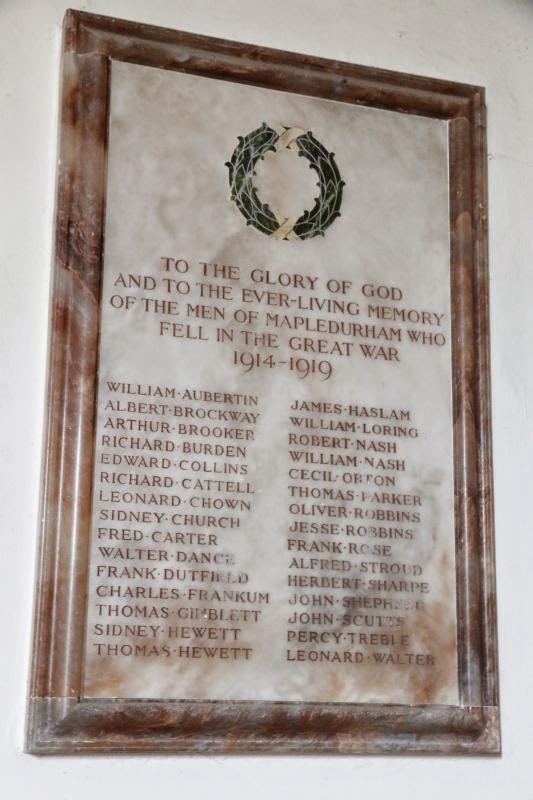 TO THE GLORY OF GOD
AND TO THE EVER-LIVING MEMORY
OF THE MEN OF MAPLEDURHAM WHO
FELL IN THE GREAT WAR
1914-1919
WILLIAM·AUBERTIN
ALBERT·BROCKWAY
ARTHUR·BROOKER
RICHARD·BURDEN
EDWARD·COLLINS
RICHARD·CATTELL
LEONARD·CHOWN
SIDNEY·CHURCH
FRED·CARTER
WALTER·DANCE
FRANK·DUTFIELD
CHARLES·FRANKUM
THOMAS·GIMBLETT
SIDNEY·HEWETT
THOMAS·HEWETT
JAMES·HASLAM
WILLIAM·LORING
ROBERT·NASH
WILLIAM·NASH
CECIL·ORTON
THOMAS·PARKER
OLIVER·ROBBINS
JESSE·ROBBINS
FRANK·ROSE
ALFRED·STROUD
HERBERT·SHARPE
JOHN·
JOHN·SCUTTS
PERCY·TREBLE
LEONARD·WALTER